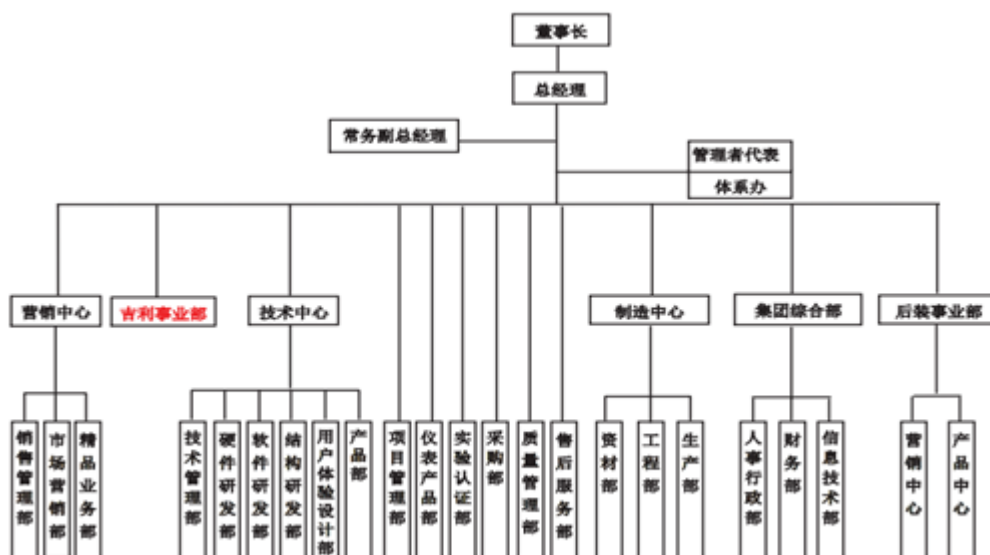 董事长
总经理
常务副总经理
管理者代表
体系办
营销中心
吉利事业部
技术中心
制造中心
集团综合部
后装事业部
销售管理部
市场营销部
精品业务部
技术管理部
硬件研发部
软件研发部
结构研发部
用户体验设计部
产品部
项目管理部
仪表产品部
实验认证部
采购部
质量管理部
售后服务部
资材部
工程部
生产部
人事行政部
财务部
信息技术部
营销中心
产品中心